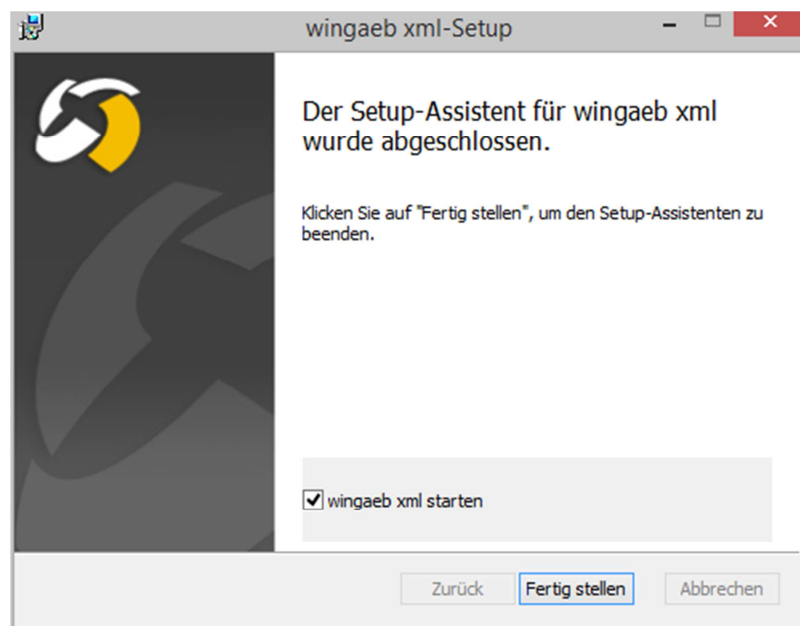 wingaeb xml-Setup
Der Setup-Assistent für wingaeb xml
wurde abgeschlossen.
Klicken Sie auf "Fertig stellen", um den Setup-Assistenten zu
beenden.
wingaeb xml starten
Zurück
Fertig stellen
Abbrechen